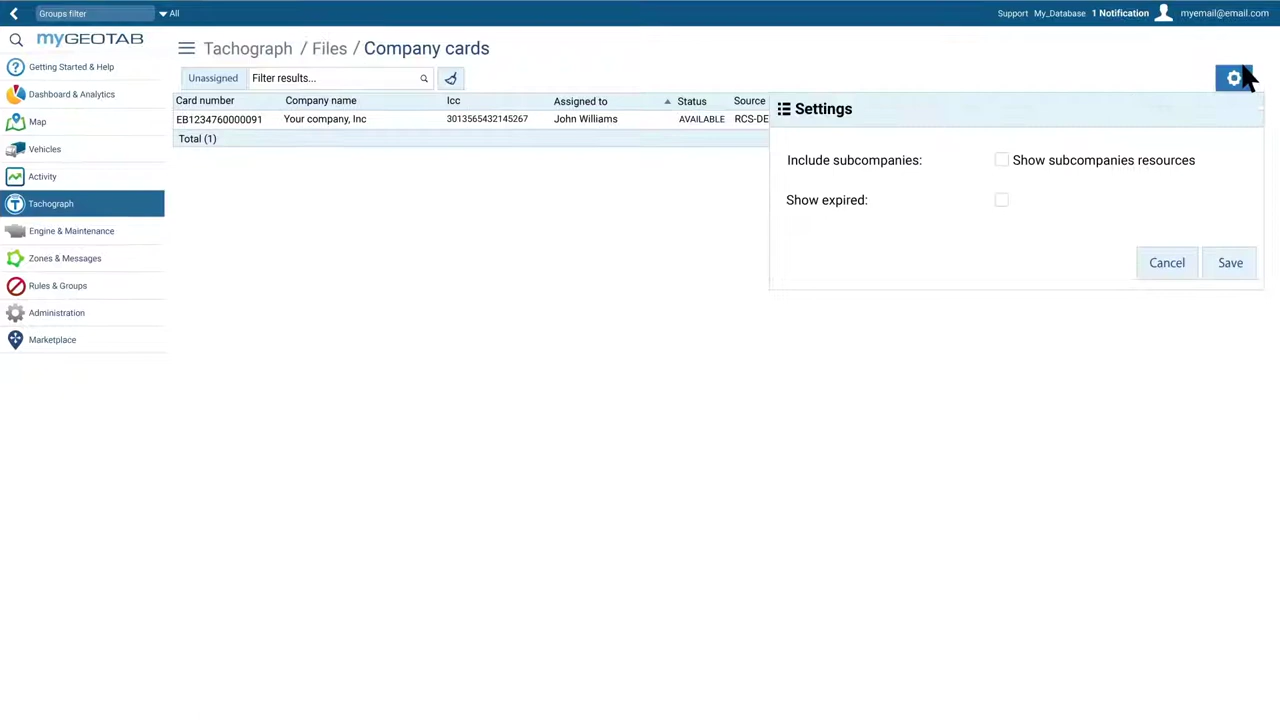 Groups filter All Support My_Database 1 Notification myemail@email.com
myGEOTAB
Tachograph / Files / Company cards
Getting Started & Help
Dashboard & Analytics
Map
Vehicles
Activity
Tachograph
Engine & Maintenance
Zones & Messages
Rules & Groups
Administration
Marketplace
Unassigned Filter results...
Card number Company name Icc Assigned to Status Source
EB1234760000091 Your company, Inc 3013565432145267 John Williams AVAILABLE RCS-DE
Total (1)
Settings
Include subcompanies: Show subcompanies resources
Show expired:
Cancel Save